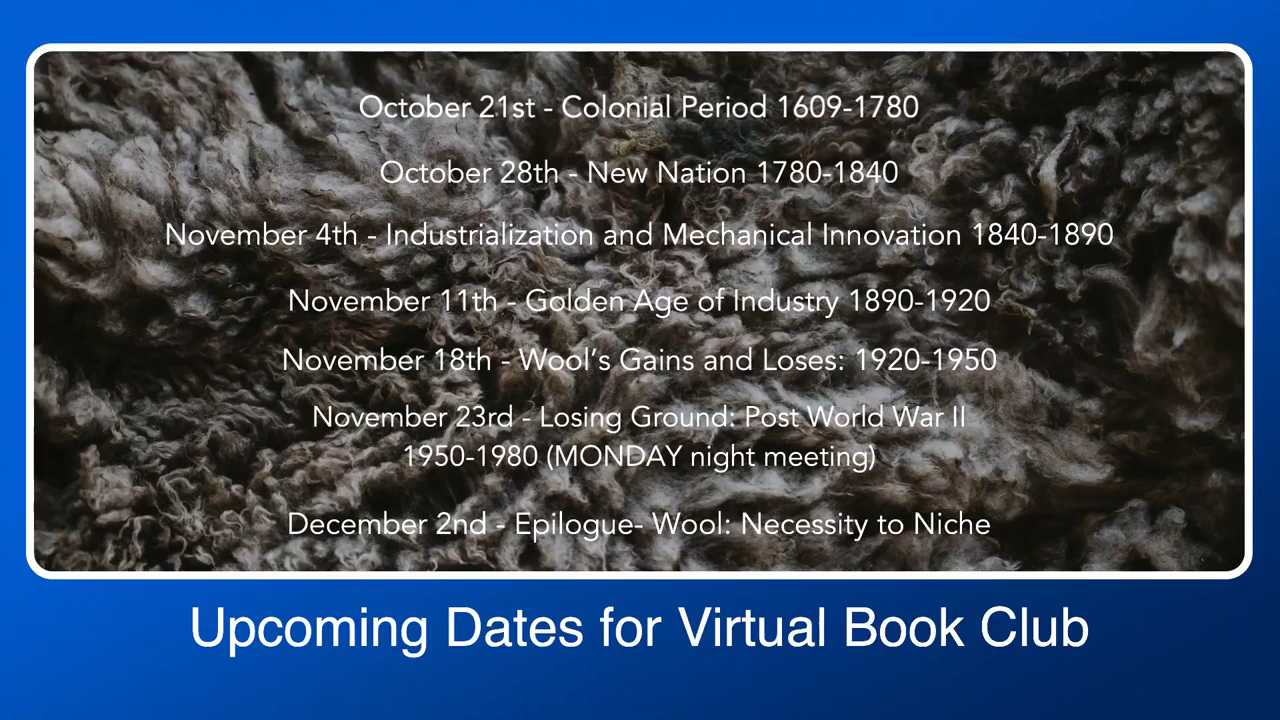 October 21st - Colonial Period 1609-1780
October 28th - New Nation 1780-1840
November 4th - Industrialization and Mechanical Innovation 1840-1890
November 11th - Golden Age of Industry 1890-1920
November 18th - Wool’s Gains and Loses: 1920-1950
November 23rd - Losing Ground: Post World War II
1950-1980 (MONDAY night meeting)
December 2nd - Epilogue- Wool: Necessity to Niche
Upcoming Dates for Virtual Book Club